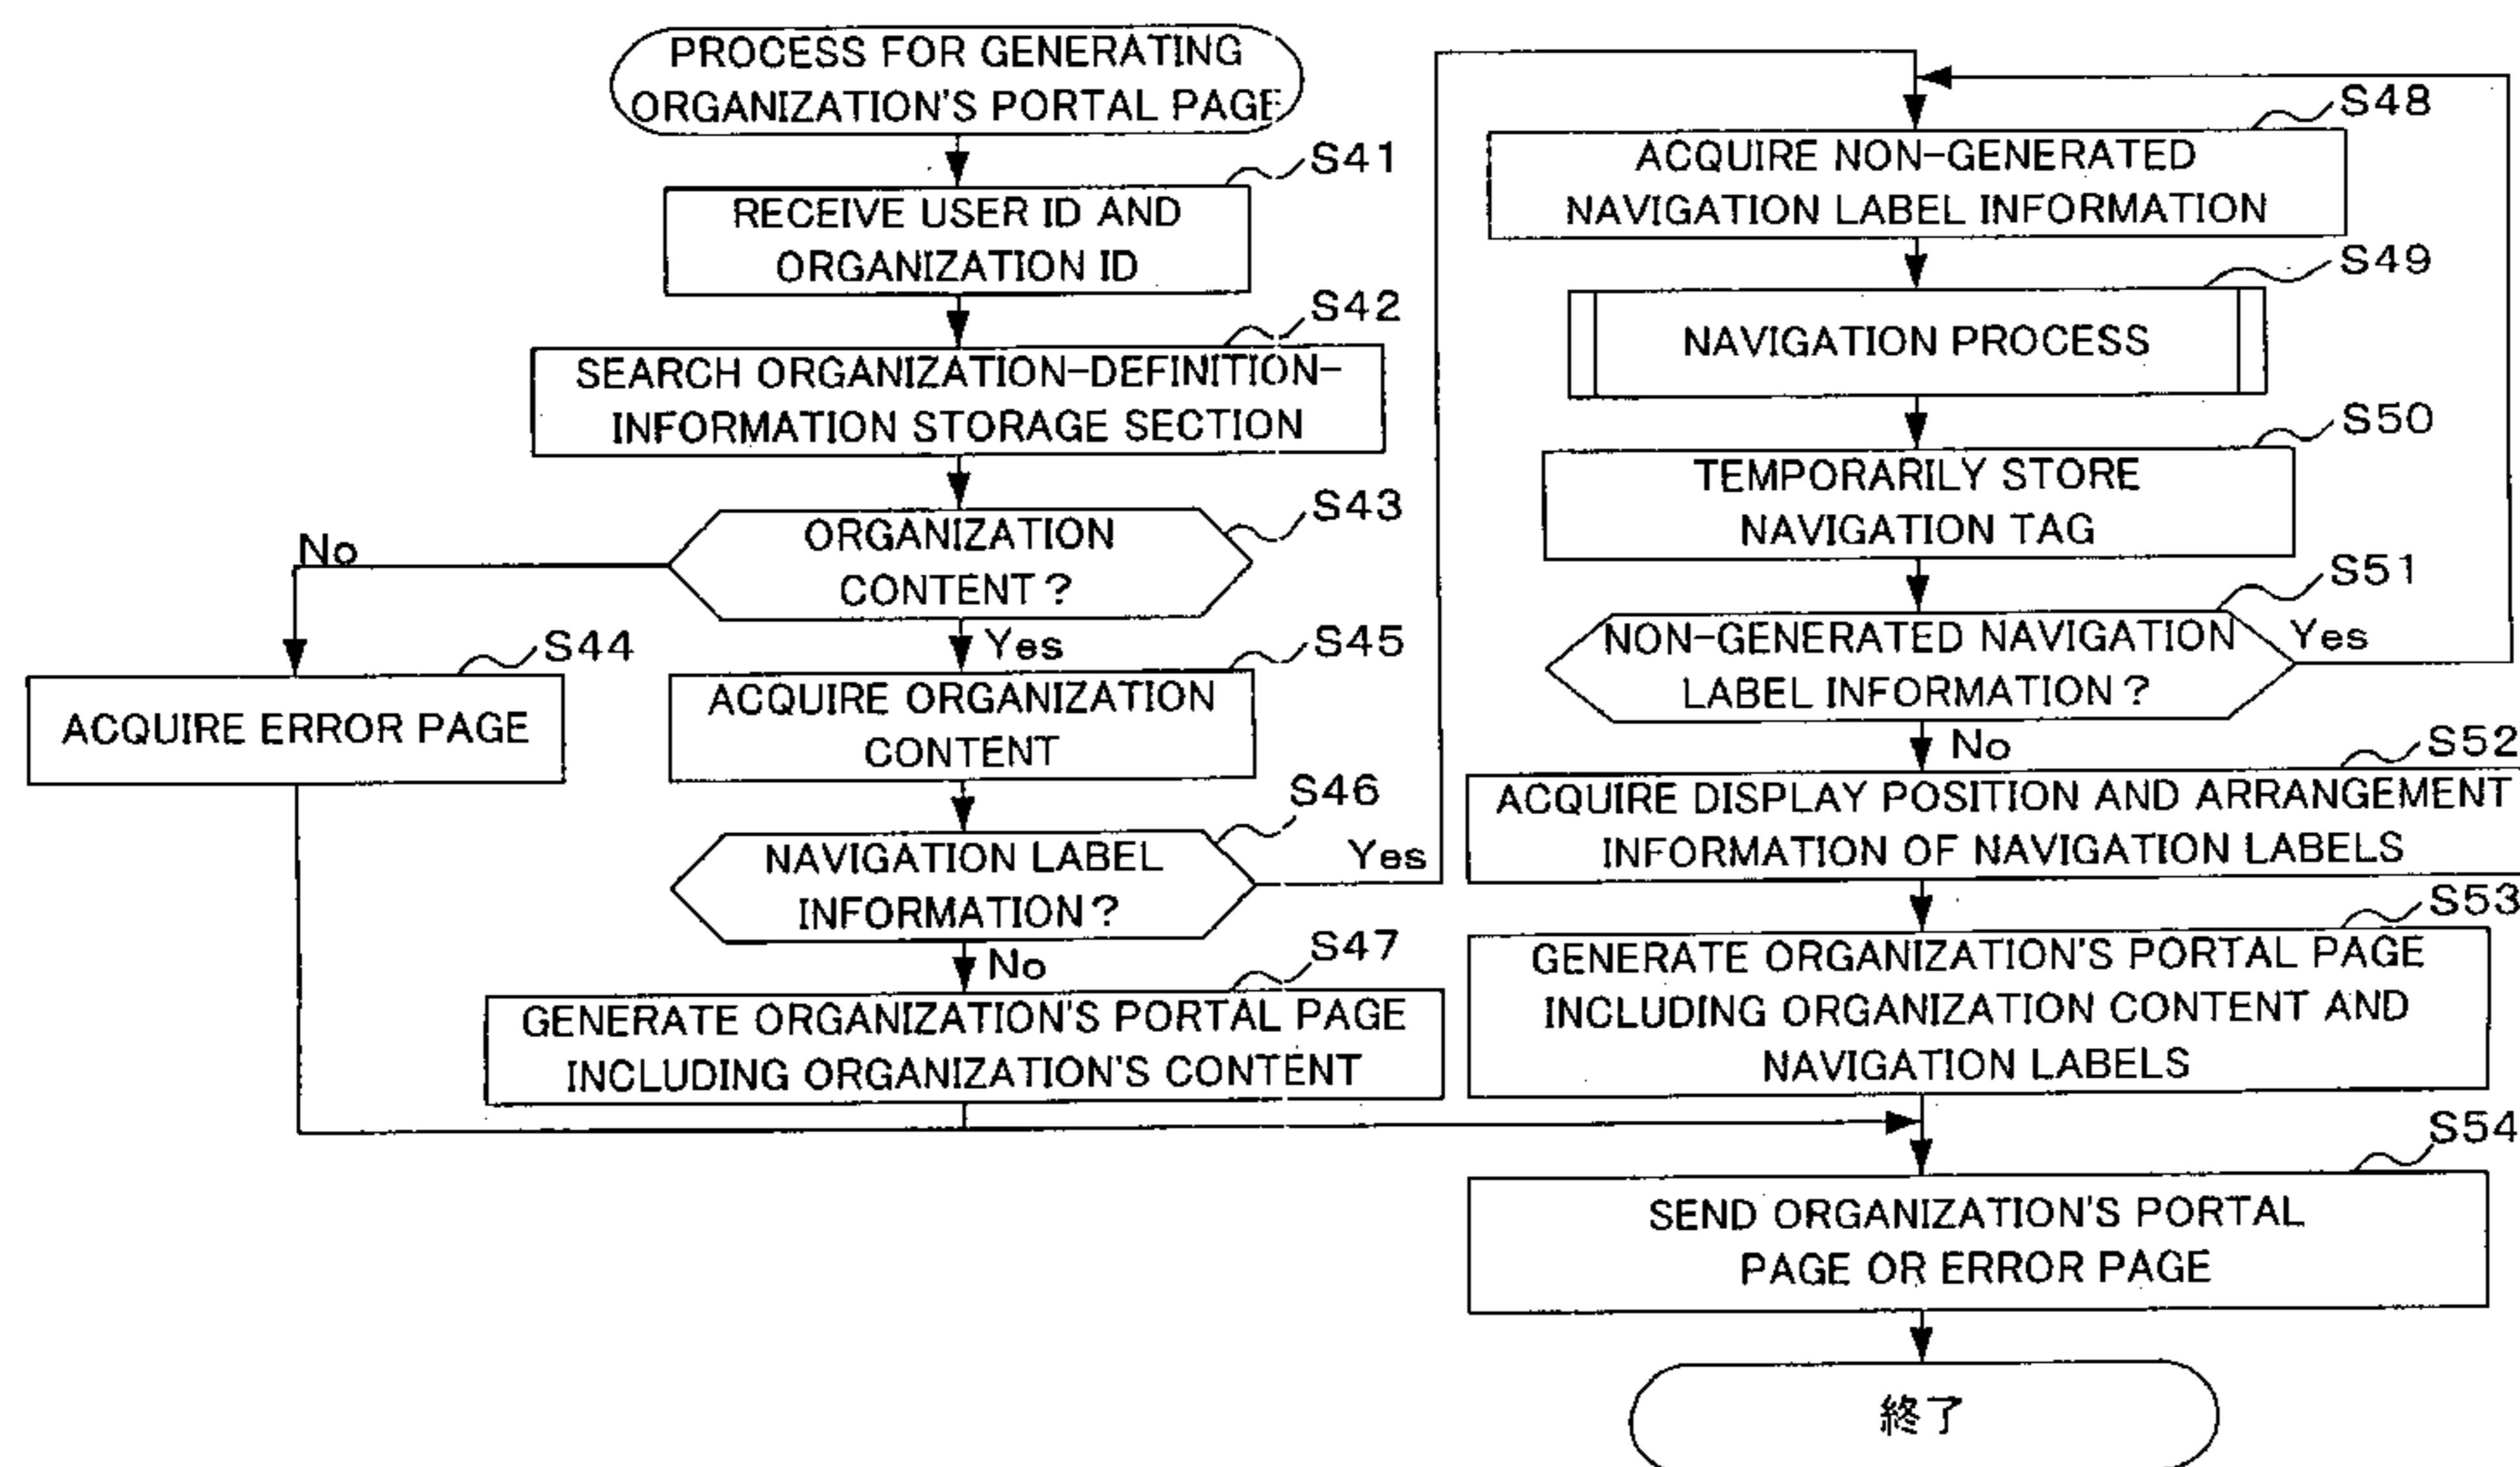 PROCESS FOR GENERATING
ORGANIZATION'S PORTAL PAGE
S41
RECEIVE USER ID AND
ORGANIZATION ID
S42
SEARCH ORGANIZATION-DEFINITION-
INFORMATION STORAGE SECTION
S43
ORGANIZATION
CONTENT?
No
Yes
S44
ACQUIRE ERROR PAGE
S45
ACQUIRE ORGANIZATION
CONTENT
S46
NAVIGATION LABEL
INFORMATION?
Yes
No
S47
GENERATE ORGANIZATION'S PORTAL PAGE
INCLUDING ORGANIZATION'S CONTENT
S48
ACQUIRE NON-GENERATED
NAVIGATION LABEL INFORMATION
S49
NAVIGATION PROCESS
S50
TEMPORARILY STORE
NAVIGATION TAG
S51
NON-GENERATED NAVIGATION
LABEL INFORMATION?
Yes
No
S52
ACQUIRE DISPLAY POSITION AND ARRANGEMENT
INFORMATION OF NAVIGATION LABELS
S53
GENERATE ORGANIZATION'S PORTAL PAGE
INCLUDING ORGANIZATION CONTENT AND
NAVIGATION LABELS
S54
SEND ORGANIZATION'S PORTAL
PAGE OR ERROR PAGE
終了